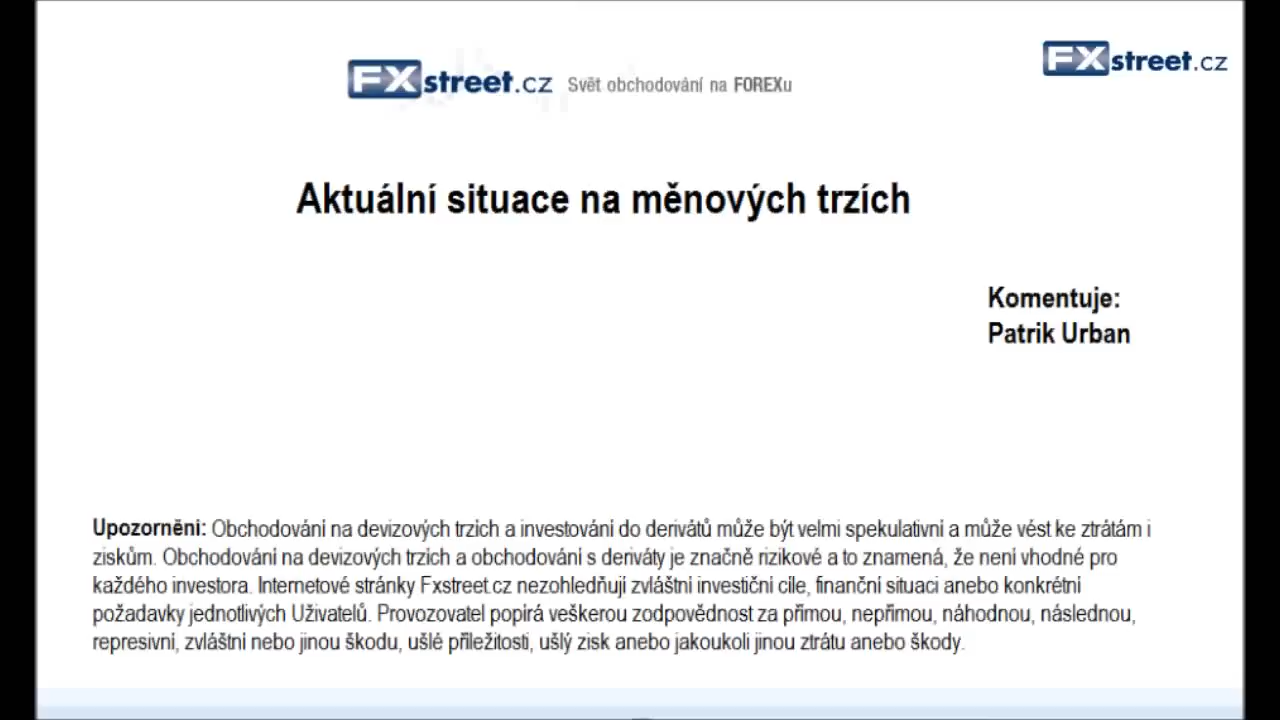 FXstreet.cz Svět obchodování na FOREXu
FXstreet.cz
Aktuální situace na měnových trzích
Komentuje:
Patrik Urban
Upozornění: Obchodování na devizových trzích a investování do derivátů může být velmi spekulativní a může vést ke ztrátám i
ziskům. Obchodování na devizových trzích a obchodování s deriváty je značně rizikové a to znamená, že není vhodné pro
každého investora. Internetové stránky Fxstreet.cz nezohledňují zvláštní investiční cíle, finanční situaci anebo konkrétní
požadavky jednotlivých Uživatelů. Provozovatel popírá veškerou zodpovědnost za přímou, nepřímou, náhodnou, následnou,
represivní, zvláštní nebo jinou škodu, ušlé příležitosti, ušlý zisk anebo jakoukoli jinou ztrátu anebo škody.